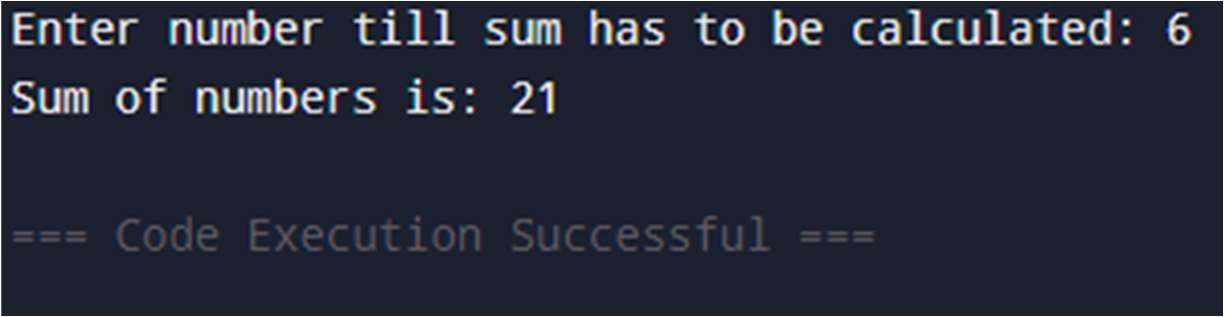 Enter number till sum has to be calculated: 6
Sum of numbers is: 21
=== Code Execution Successful ===